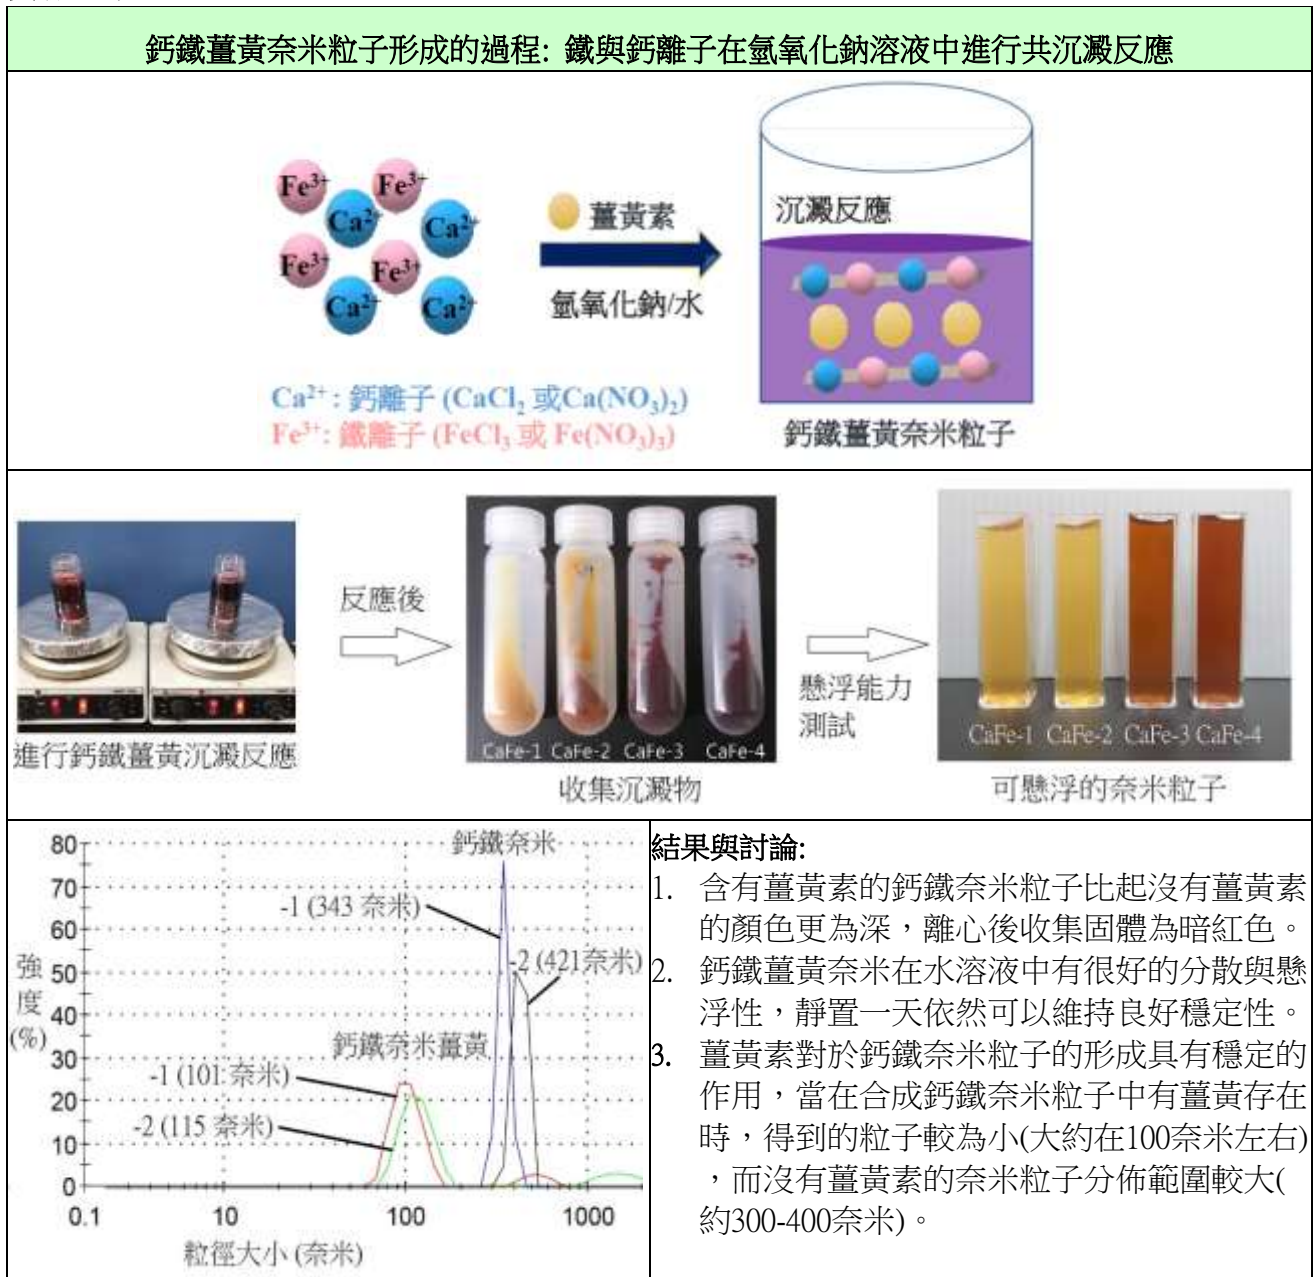 鈣鐵薑黃奈米粒子形成的過程: 鐵與鈣離子在氫氧化鈉溶液中進行共沉澱反應
Fe³⁺
Fe³⁺
Ca²⁺
Ca²⁺
Fe³⁺
Fe³⁺
Ca²⁺
Ca²⁺
薑黃素
氫氧化鈉/水
沉澱反應
Ca²⁺: 鈣離子 (CaCl₂ 或Ca(NO₃)₂)
Fe³⁺: 鐵離子 (FeCl₃ 或 Fe(NO₃)₃)
鈣鐵薑黃奈米粒子
進行鈣鐵薑黃沉澱反應
反應後
CaFe-1 CaFe-2 CaFe-3 CaFe-4
收集沉澱物
懸浮能力
測試
CaFe-1 CaFe-2 CaFe-3 CaFe-4
可懸浮的奈米粒子
強度(%)
80
70
60
50
40
30
20
10
0
鈣鐵奈米
-1 (343 奈米)
-2 (421奈米)
鈣鐵奈米薑黃
-1 (101 奈米)
-2 (115 奈米)
0.1 10 100 1000
粒徑大小 (奈米)
結果與討論:
1. 含有薑黃素的鈣鐵奈米粒子比起沒有薑黃素
的顏色更為深，離心後收集固體為暗紅色。
2. 鈣鐵薑黃奈米在水溶液中有很好的分散與懸
浮性，靜置一天依然可以維持良好穩定性。
3. 薑黃素對於鈣鐵奈米粒子的形成具有穩定的
作用，當在合成鈣鐵奈米粒子中有薑黃存在
時，得到的粒子較為小(大約在100奈米左右)
，而沒有薑黃素的奈米粒子分佈範圍較大(
約300-400奈米)。